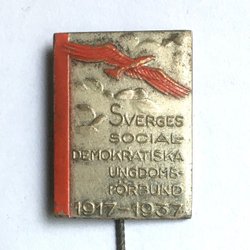 SVERGES
SOCIAL-
DEMOKRATISKA
UNGDOMS-
FÖRBUND
1917-1937